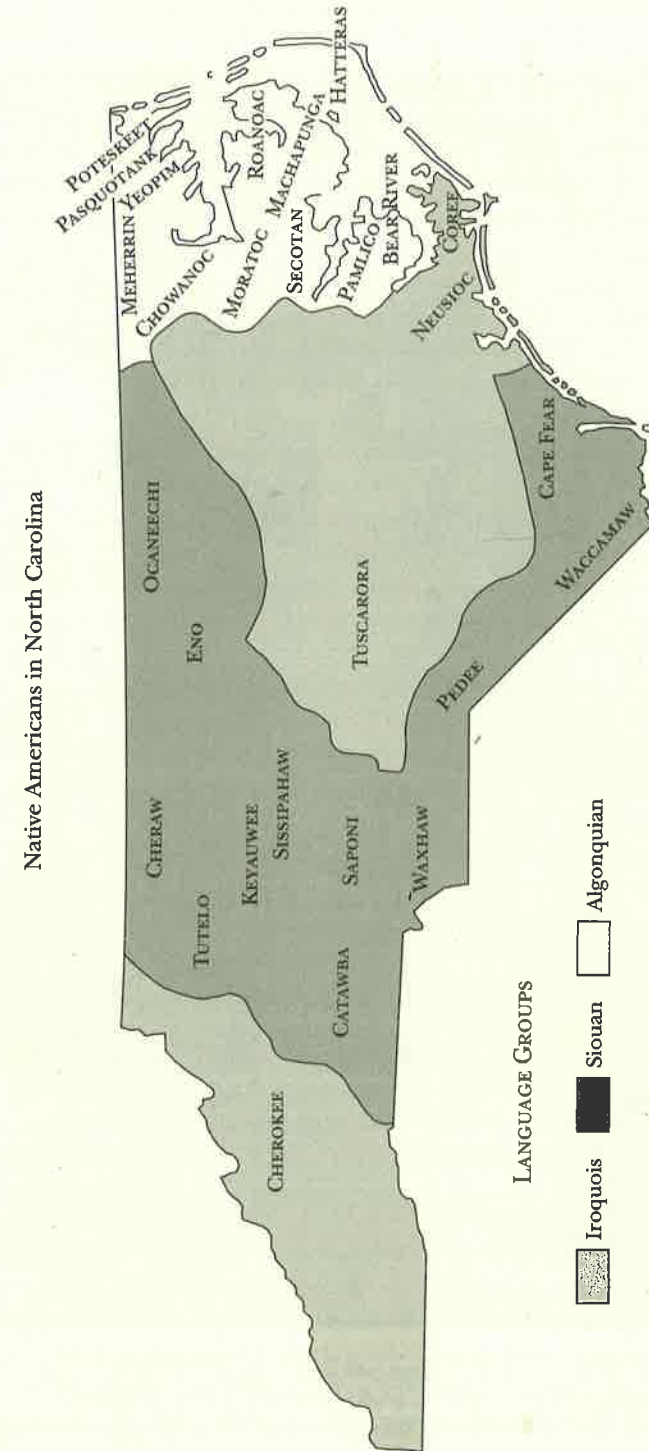 Native Americans in North Carolina
POTESKEET
PASQUOTANK
YEOPIM
MEHERRIN
CHOWANOC
ROANOAC
MORATOC
MACHAPUNGA
HATTERAS
SECOTAN
PAMLICO
BEAR RIVER
COREE
NEUSIOC
OCANEECHI
ENO
TUSCARORA
CAPE FEAR
WACCAMAW
PEDEE
CHERAW
TUTELO
KEYAUWEE
SISSIPAHAW
SAPONI
WAXHAW
CATAWBA
CHEROKEE
LANGUAGE GROUPS
Iroquois
Siouan
Algonquian